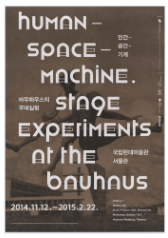 human–
space–
machine.
stage
experiments
at the
bauhaus
인간–
공간–
기계
바우하우스의
무대실험
국립현대미술관
서울관
2014.11.12.~2015.2.22.